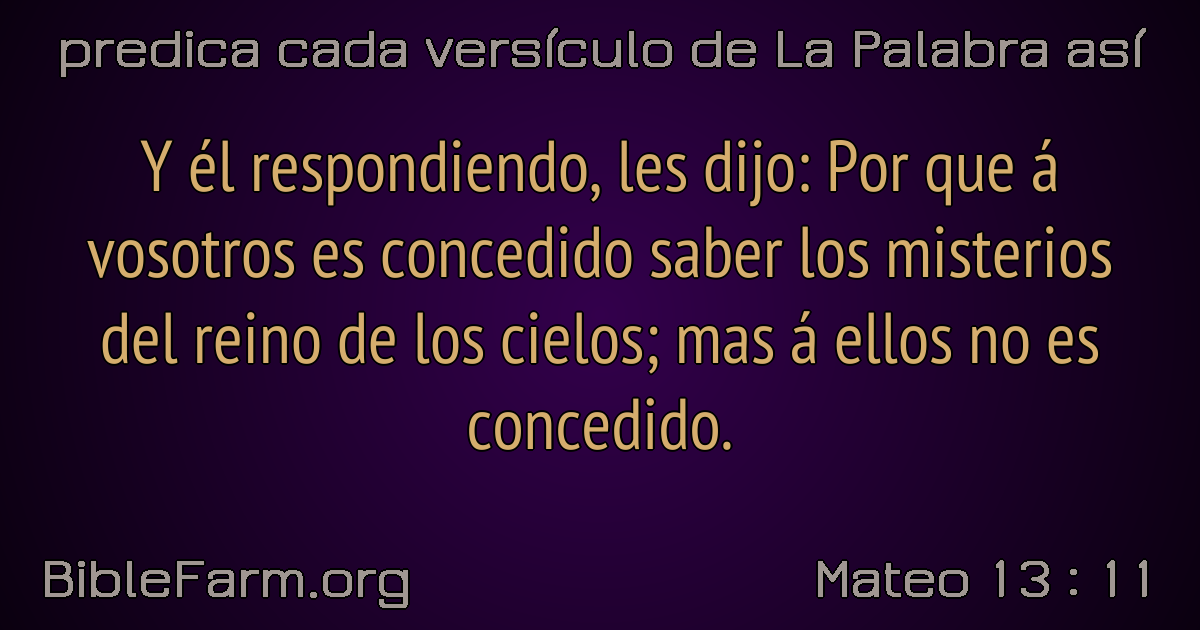 predica cada versículo de La Palabra así
Y él respondiendo, les dijo: Por que á
vosotros es concedido saber los misterios
del reino de los cielos; mas á ellos no es
concedido.
BibleFarm.org
Mateo 13 : 11